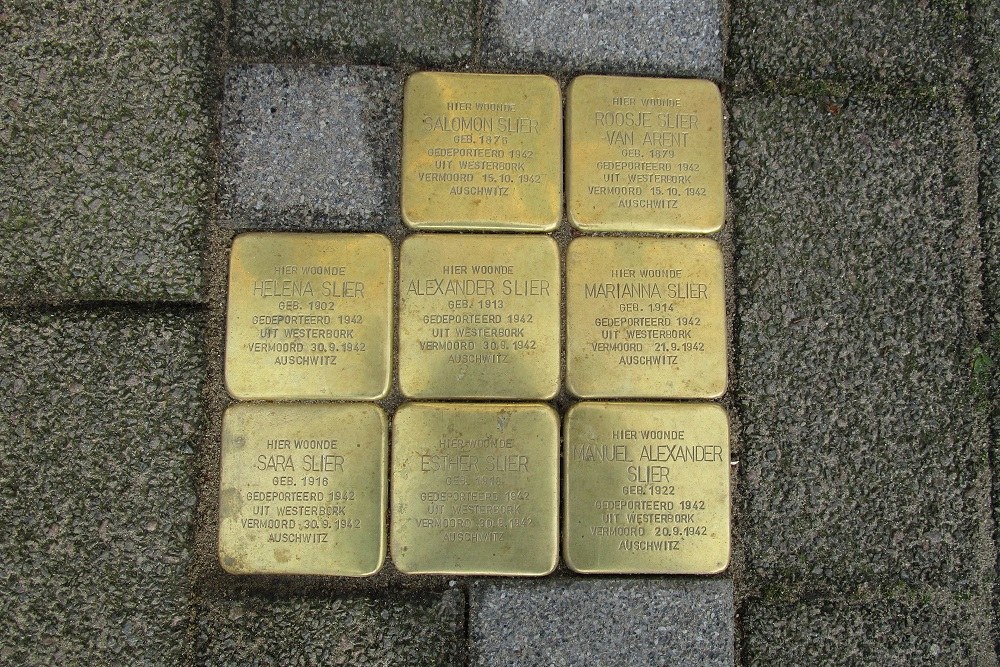 HIER WOONDE
SALOMON SLIER
GEB. 1875
GEDEPORTEERD 1942
UIT WESTERBORK
VERMOORD 15.10. 1942
AUSCHWITZ
HIER WOONDE
ROOSJE SLIER
VAN ARENT
GEB. 1879
GEDEPORTEERD 1942
UIT WESTERBORK
VERMOORD 15.10. 1942
AUSCHWITZ
HIER WOONDE
HELENA SLIER
GEB. 1902
GEDEPORTEERD 1942
UIT WESTERBORK
VERMOORD 30.9.1942
AUSCHWITZ
HIER WOONDE
ALEXANDER SLIER
GEB. 1913
GEDEPORTEERD 1942
UIT WESTERBORK
VERMOORD 30.9.1942
AUSCHWITZ
HIER WOONDE
MARIANNA SLIER
GEB. 1914
GEDEPORTEERD 1942
UIT WESTERBORK
VERMOORD 21.9.1942
AUSCHWITZ
HIER WOONDE
SARA SLIER
GEB. 1916
GEDEPORTEERD 1942
UIT WESTERBORK
VERMOORD 30.9.1942
AUSCHWITZ
HIER WOONDE
ESTHER SLIER
GEB.
GEDEPORTEERD 1942
UIT WESTERBORK
VERMOORD 30.9.1942
AUSCHWITZ
HIER WOONDE
MANUEL ALEXANDER
SLIER
GEB. 1922
GEDEPORTEERD 1942
UIT WESTERBORK
VERMOORD 20.9.1942
AUSCHWITZ